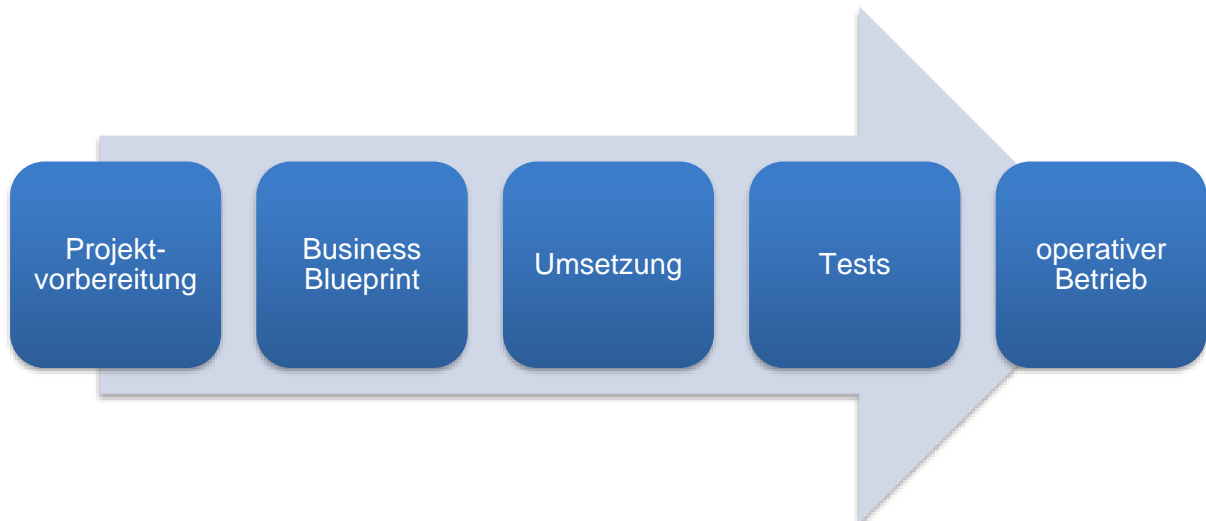 Projekt-
vorbereitung
Business
Blueprint
Umsetzung
Tests
operativer
Betrieb